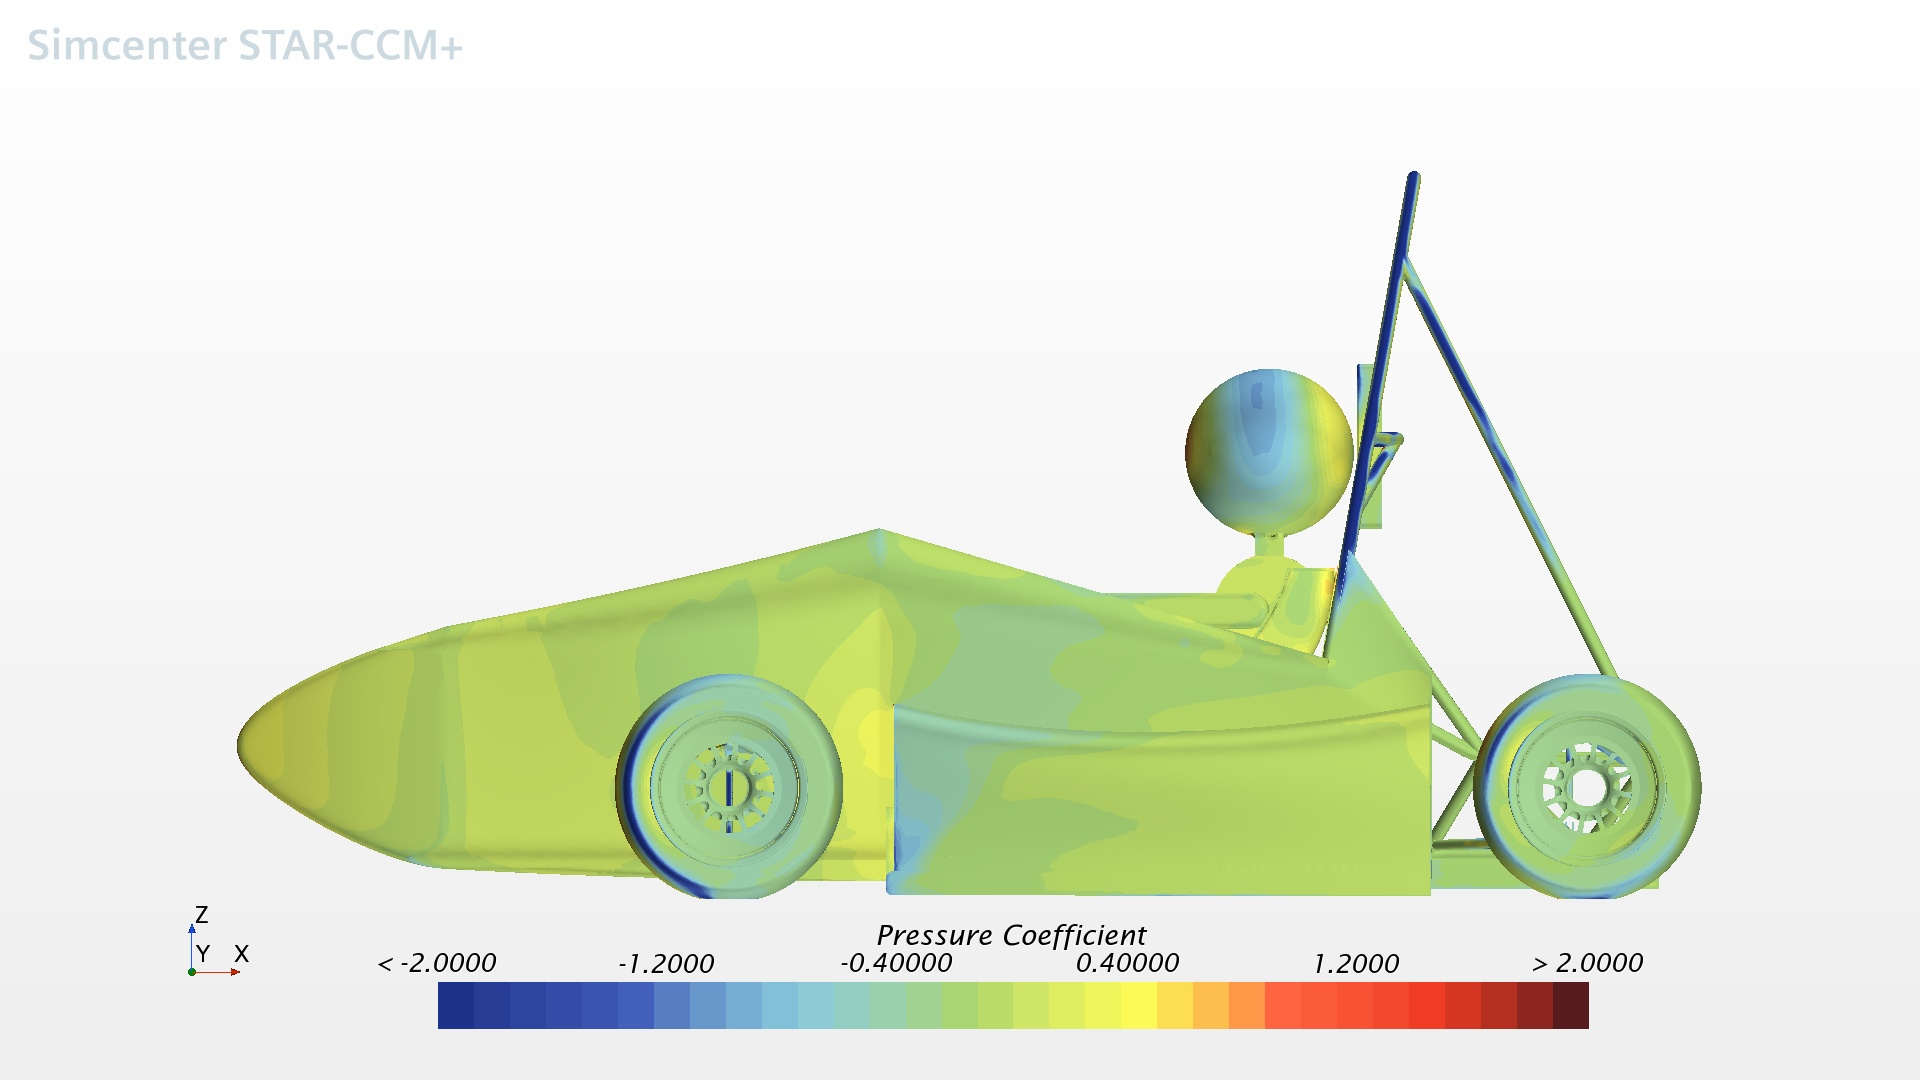 Simcenter STAR-CCM+
Z
Y X
Pressure Coefficient
< -2.0000 -1.2000 -0.40000 0.40000 1.2000 > 2.0000